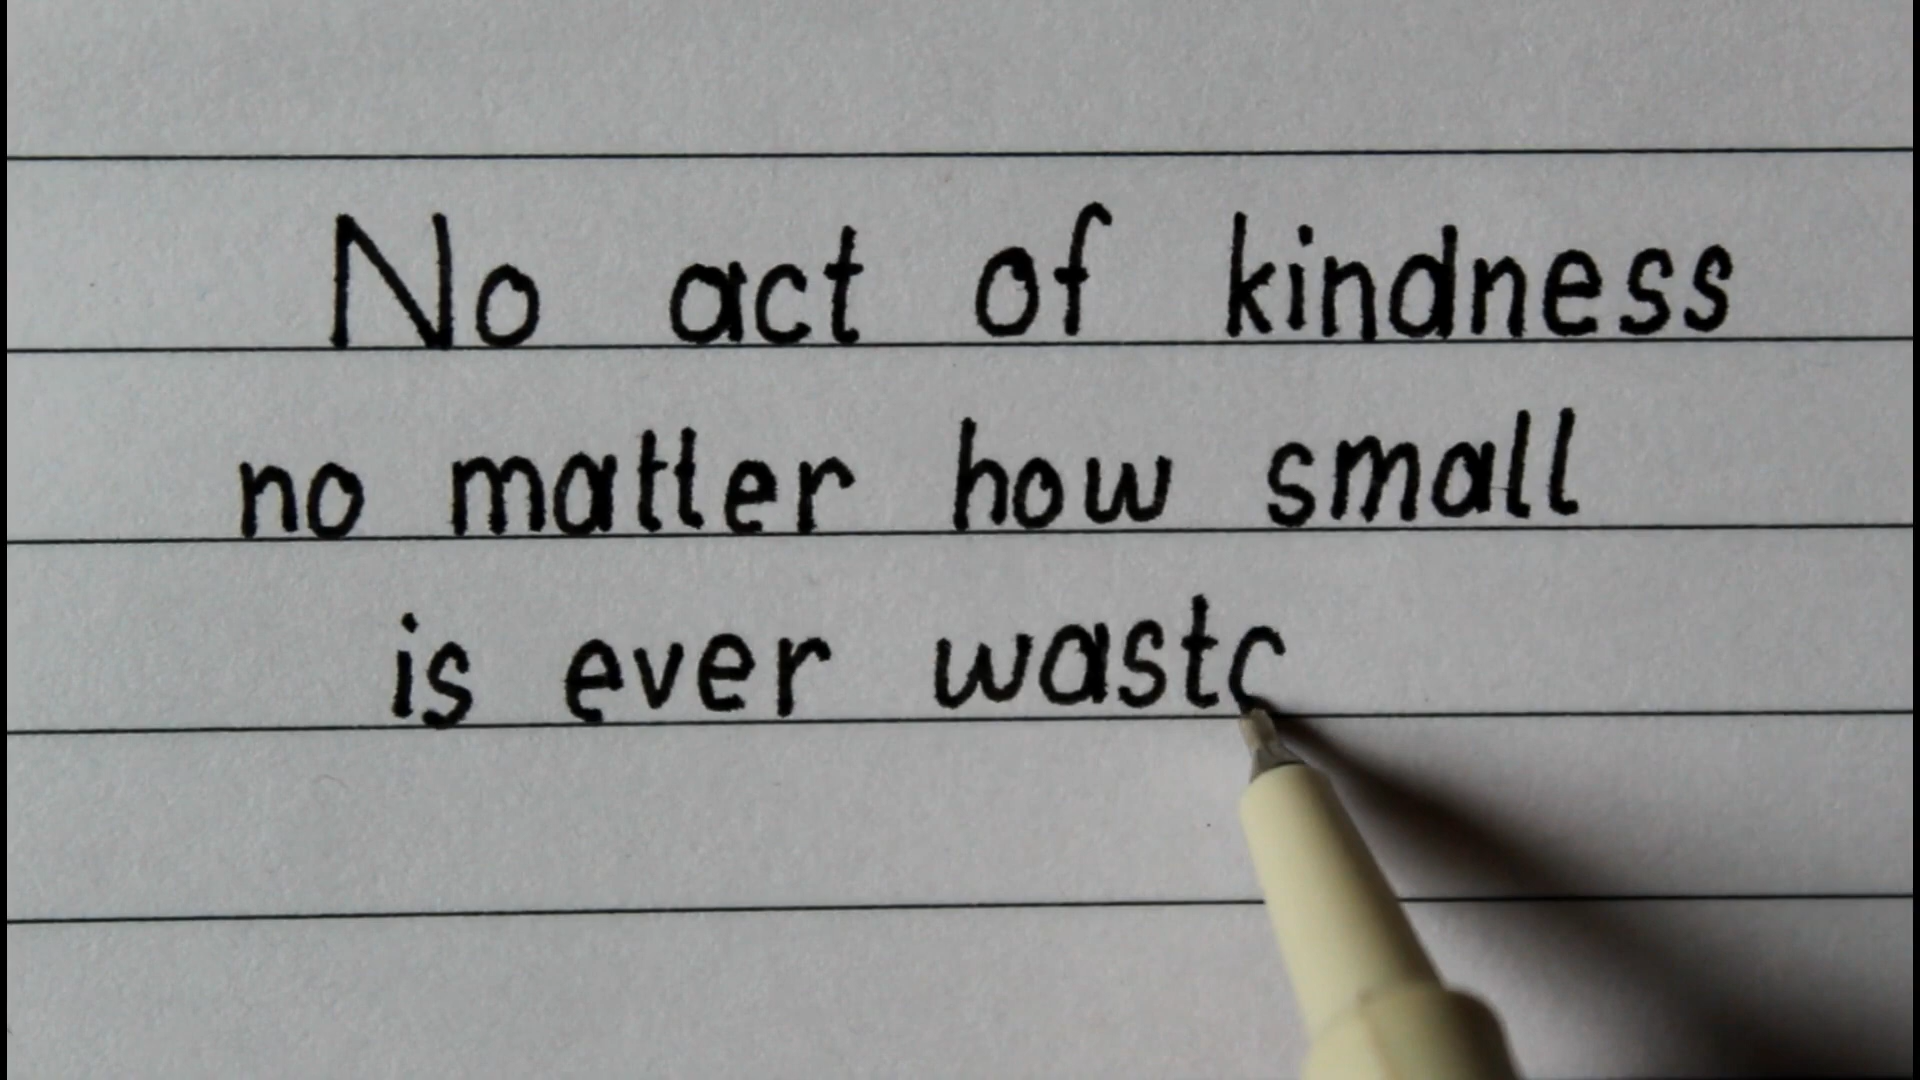 No act of kindness
no matter how small
is ever wastc